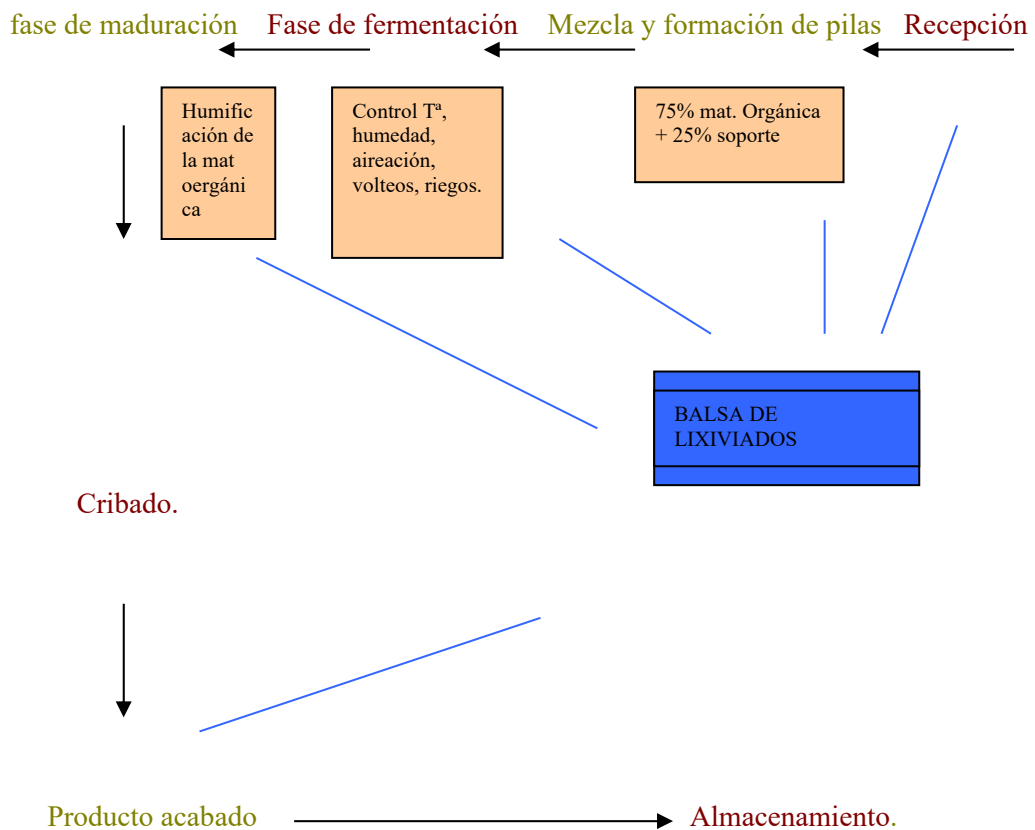 fase de maduración Fase de fermentación Mezcla y formación de pilas Recepción
Humific
ación de
la mat
oergáni
ca
Control Tª,
humedad,
aireación,
volteos, riegos.
75% mat. Orgánica
+ 25% soporte
BALSA DE
LIXIVIADOS
Cribado.
Producto acabado
Almacenamiento.